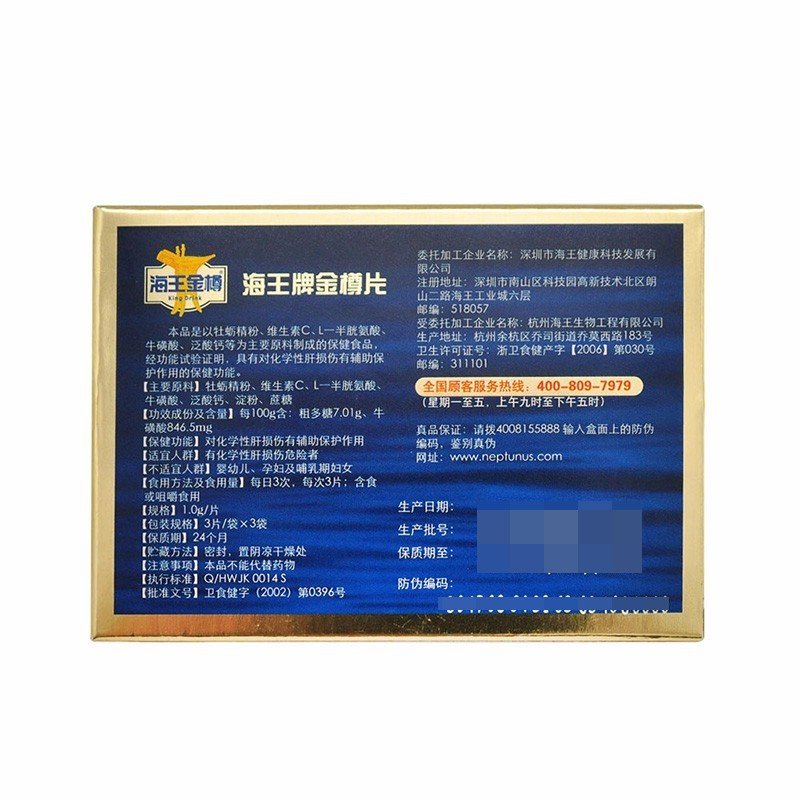 海王金樽
King Drink
海王牌金樽片
本品是以牡蛎精粉、维生素C、L-一半胱氨酸、
牛磺酸、泛酸钙等为主要原料制成的保健食品,
经功能试验证明,具有对化学性肝损伤有辅助保
护作用的保健功能。
【主要原料】牡蛎精粉、维生素C、L一半胱氨酸、
牛磺酸、泛酸钙、淀粉、蔗糖
【功效成份及含量】每100g含:粗多糖7.01g、牛
磺酸846.5mg
【保健功能】对化学性肝损伤有辅助保护作用
【适宜人群】有化学性肝损伤危险者
【不适宜人群】婴幼儿、孕妇及哺乳期妇女
【食用方法及食用量】每日3次,每次3片;含食
或咀嚼食用
【规格】1.0g/片
【包装规格】3片/袋×3袋
【保质期】24个月
【贮藏方法】密封,置阴凉干燥处
【注意事项】本品不能代替药物
【执行标准】Q/HWJK 0014 S
【批准文号】卫食健字(2002)第0396号
委托加工企业名称:深圳市海王健康科技发展有
限公司
注册地址:深圳市南山区科技园高新技术北区朗
山二路海王工业城六层
邮编:518057
受委托加工企业名称:杭州海王生物工程有限公司
生产地址:杭州余杭区乔司街道乔莫西路183号
卫生许可证号:浙卫食健产字【2006】第030号
邮编:311101
全国顾客服务热线:400-809-7979
(星期一至五,上午九时至下午五时)
真品保证:请拨4008155888 输入盒面上的防伪
编码,鉴别真伪
网址:www.neptunus.com
生产日期:
生产批号:
保质期至:
防伪编码: